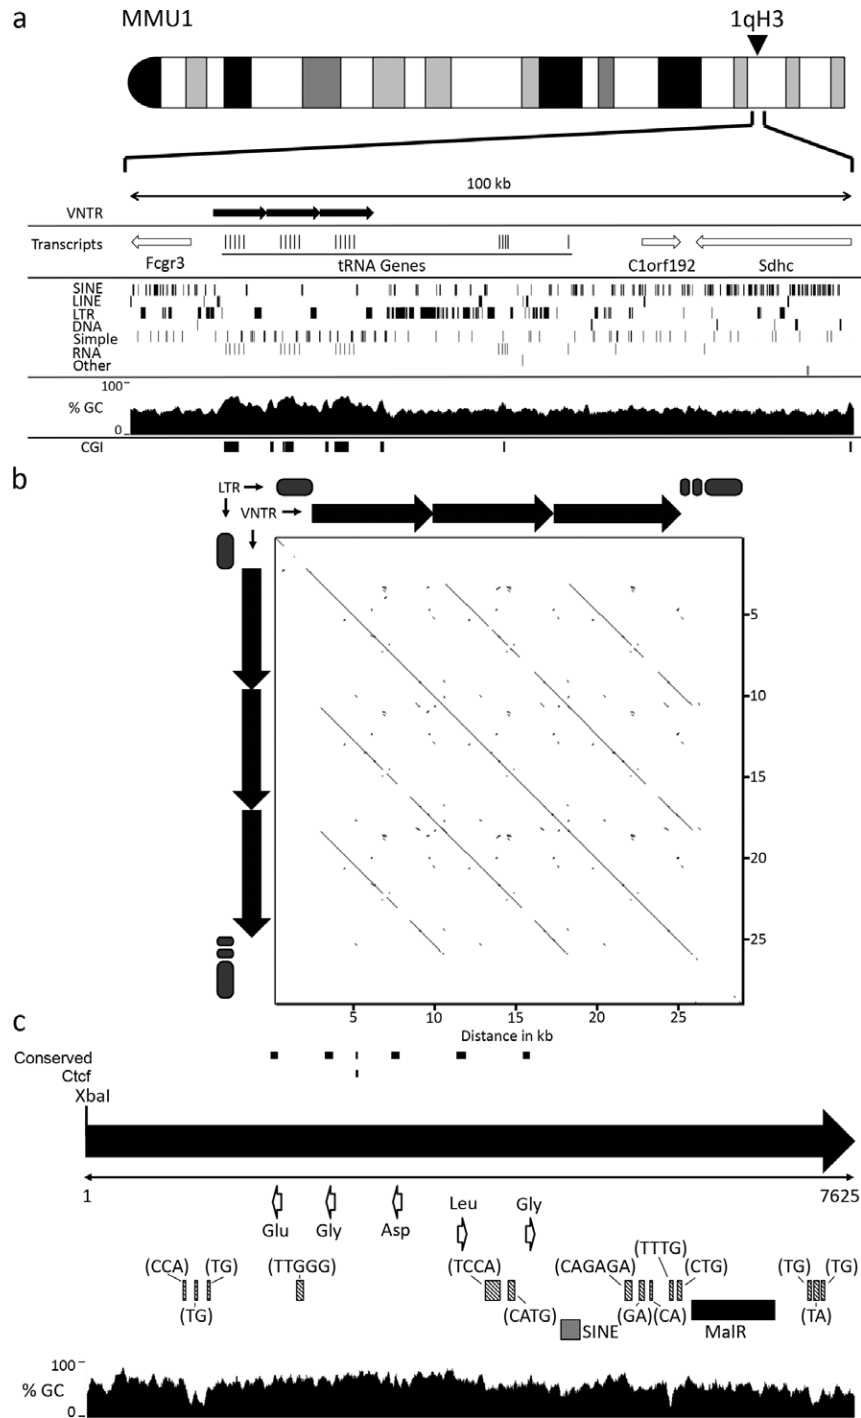 a
MMU1
1qH3
100 kb
VNTR
Transcripts
Fcgr3
tRNA Genes
C1orf192
Sdhc
SINE
LINE
LTR
DNA
Simple
RNA
Other
100
% GC
0
CGI
b
LTR
VNTR
5
10
15
20
25
5 10 15 20 25
Distance in kb
c
Conserved
Ctcf
XbaI
1 7625
Glu Gly Asp Leu Gly
(CCA) (TG) (TTGGG) (TCCA) (CAGAGA) (TTTG) (CTG) (TG) (TG)
(TG) (CATG) (GA) (CA) (TA)
SINE MalR
100
% GC
0